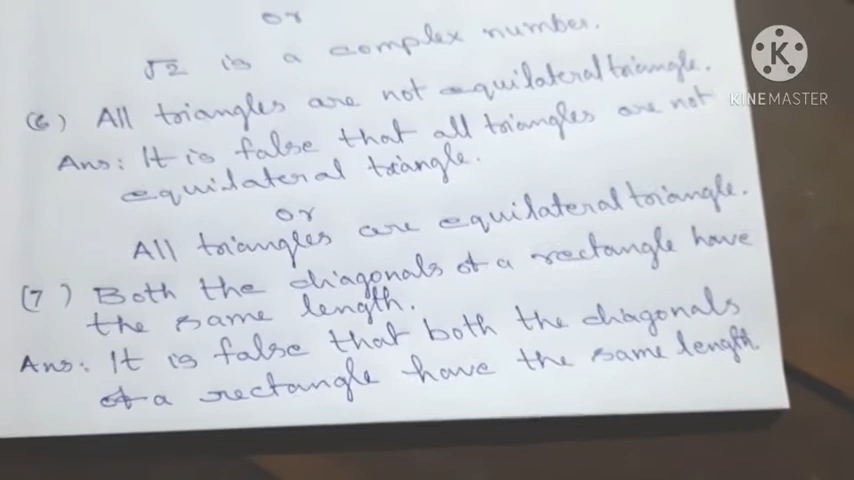 or
√2 is a complex number.
(6) All triangles are not equilateral triangle.
Ans: It is false that all triangles are not
equilateral triangle.
or
All triangles are equilateral triangle.
(7) Both the diagonals of a rectangle have
the same length.
Ans: It is false that both the diagonals
of a rectangle have the same length
K
KINEMASTER